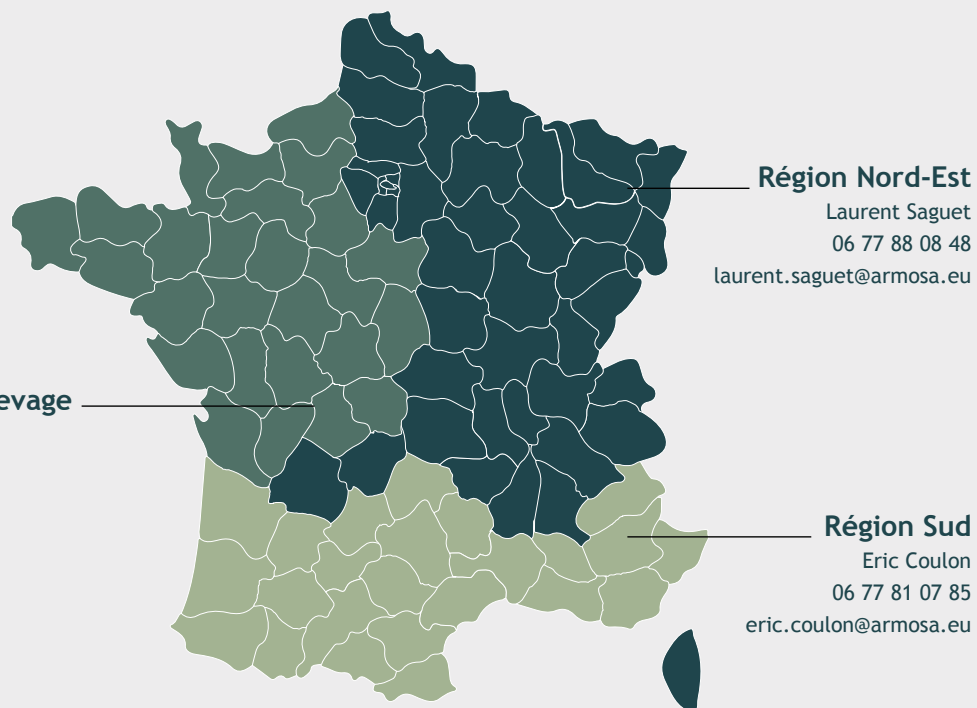 Région Nord-Est
Laurent Saguet
06 77 88 08 48
laurent.saguet@armosa.eu
Région Sud
Eric Coulon
06 77 81 07 85
eric.coulon@armosa.eu